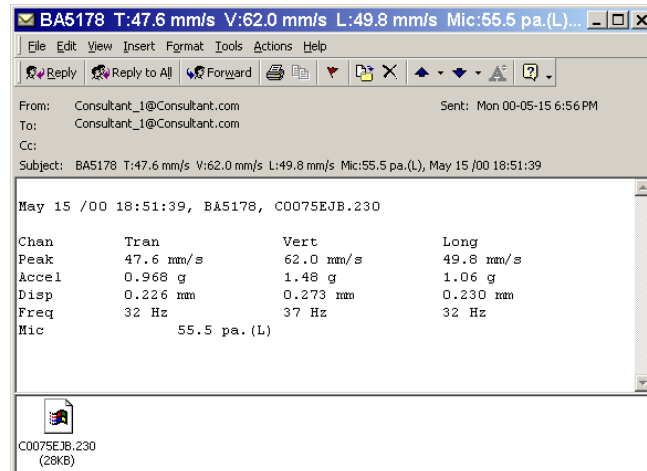 BA5178 T:47.6 mm/s V:62.0 mm/s L:49.8 mm/s Mic:55.5 pa.(L)...
File Edit View Insert Format Tools Actions Help
Reply Reply to All Forward
From: Consultant_1@Consultant.com Sent: Mon 00-05-15 6:56 PM
To: Consultant_1@Consultant.com
Cc:
Subject: BA5178 T:47.6 mm/s V:62.0 mm/s L:49.8 mm/s Mic:55.5 pa.(L), May 15 /00 18:51:39
May 15 /00 18:51:39, BA5178, C0075EJB.230
Chan Tran Vert Long
Peak 47.6 mm/s 62.0 mm/s 49.8 mm/s
Accel 0.968 g 1.48 g 1.06 g
Disp 0.226 mm 0.273 mm 0.230 mm
Freq 32 Hz 37 Hz 32 Hz
Mic 55.5 pa.(L)
C0075EJB.230
(28KB)